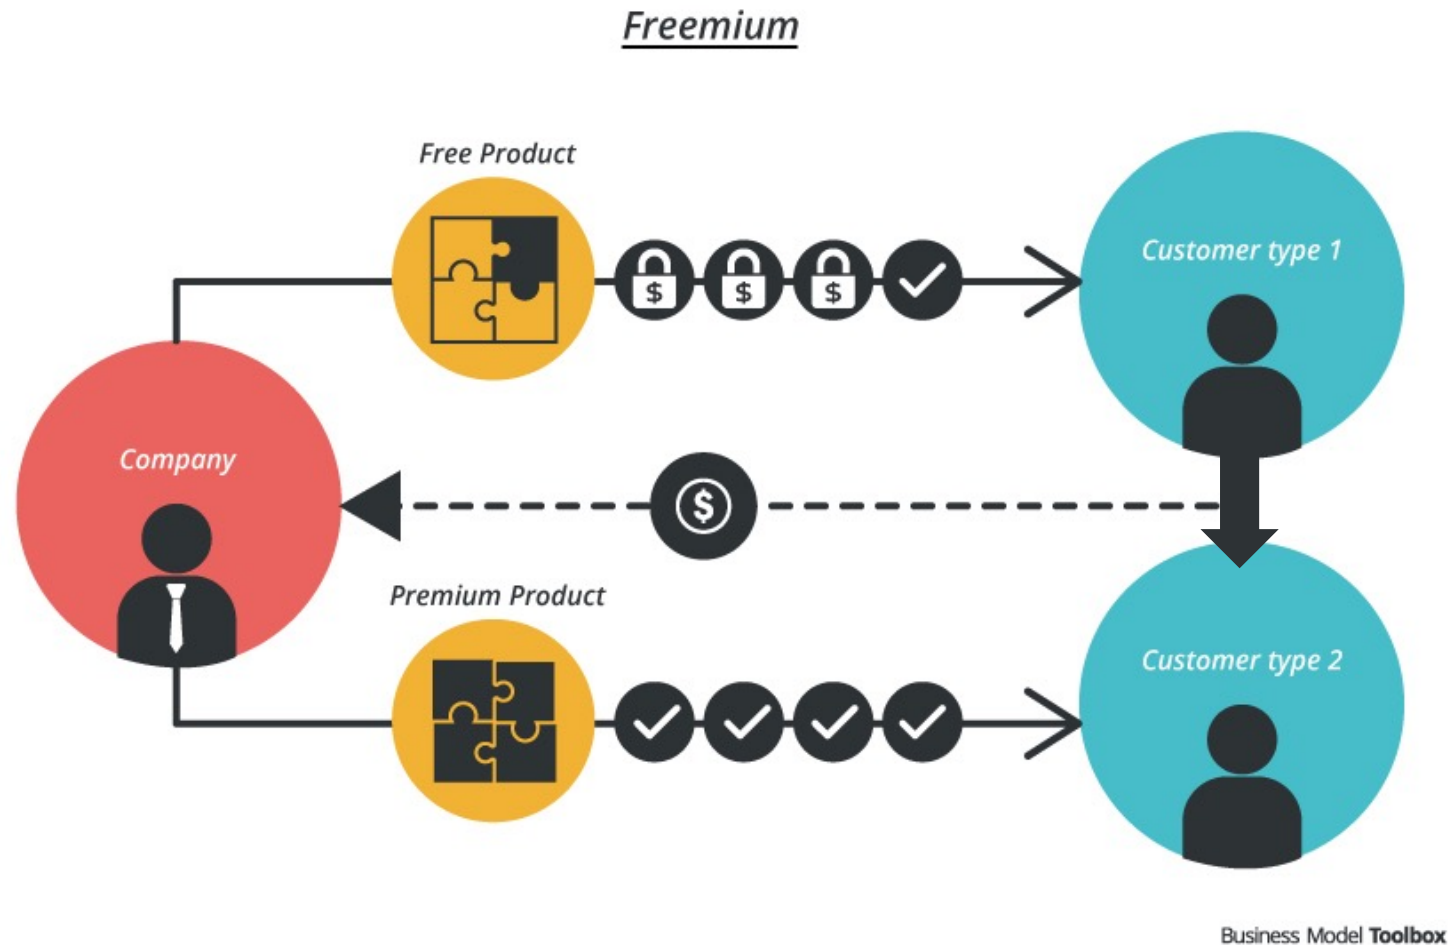 Freemium
Free Product
$ $ $
Customer type 1
Company
$
Premium Product
Customer type 2
Business Model Toolbox